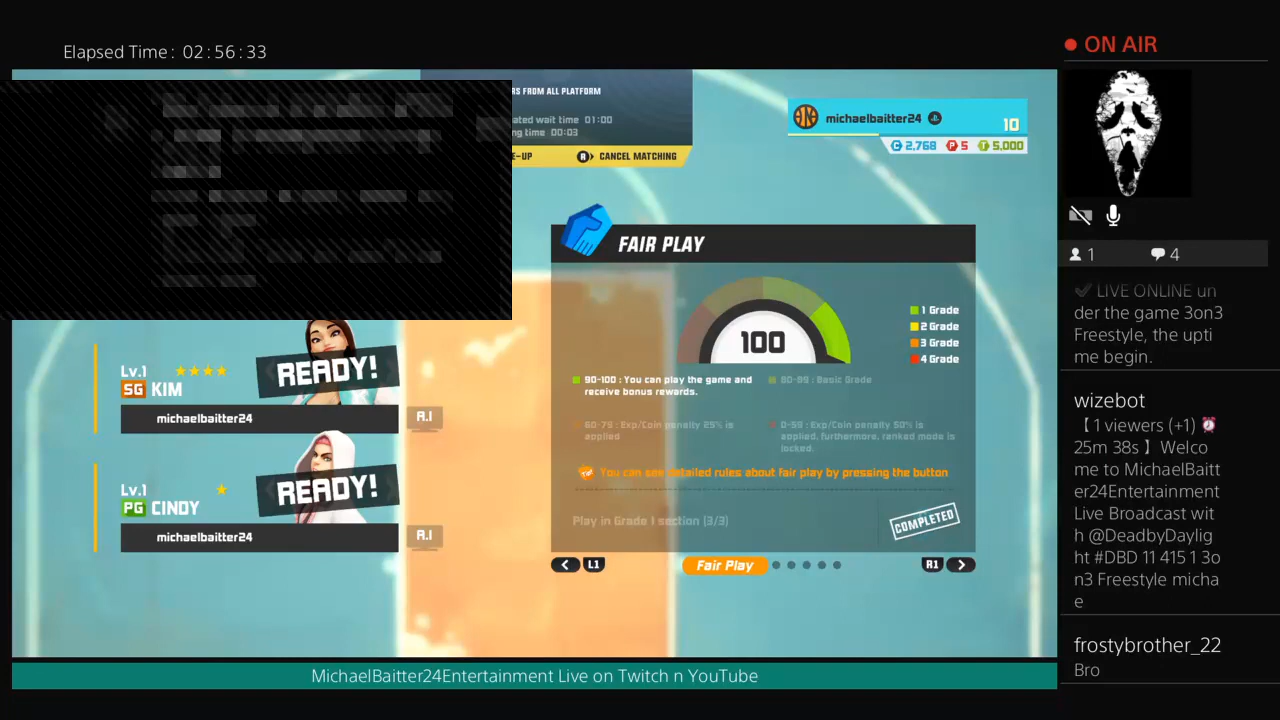 Elapsed Time: 02:56:33
ON AIR
RS FROM ALL PLATFORM
ated wait time 01:00
ng time 00:03
E-UP
R CANCEL MATCHING
michaelbaitter24
10
C 2,768 P 5 T 5,000
1
4
FAIR PLAY
100
1 Grade
2 Grade
3 Grade
4 Grade
90-100 : You can play the game and
receive bonus rewards.
80-89 : Basic Grade
60-79 : Exp/Coin penalty 25% is
applied
0-59 : Exp/Coin penalty 50% is
applied, furthermore, ranked mode is
locked.
You can see detailed rules about fair play by pressing the button
Play in Grade 1 section (3/3)
COMPLETED
L1
Fair Play
R1
Lv.1
SG KIM
READY!
michaelbaitter24
A.I
Lv.1
PG CINDY
READY!
michaelbaitter24
A.I
LIVE ONLINE un
der the game 3on3
Freestyle, the upti
me begin.
wizebot
【 1 viewers (+1) ⏰
25m 38s 】 Welco
me to MichaelBaitt
er24Entertainment
Live Broadcast wit
h @DeadbyDaylig
ht #DBD 11 415 1 3o
n3 Freestyle micha
e
frostybrother_22
Bro
MichaelBaitter24Entertainment Live on Twitch n YouTube